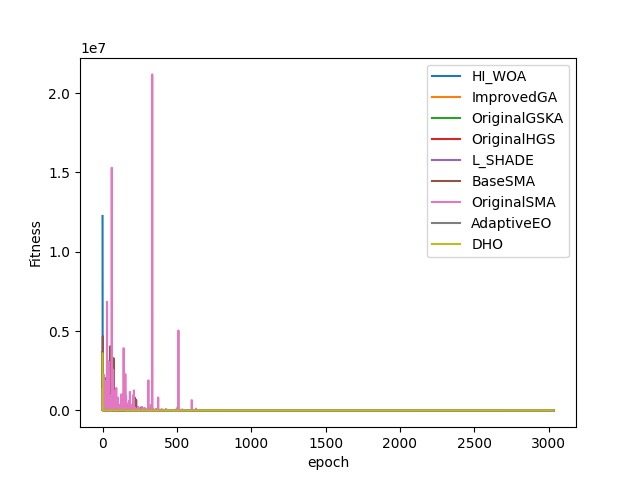 1e7
2.0
1.5
1.0
0.5
0.0
Fitness
0
500
1000
1500
2000
2500
3000
epoch
HI_WOA
ImprovedGA
OriginalGSKA
OriginalHGS
L_SHADE
BaseSMA
OriginalSMA
AdaptiveEO
DHO